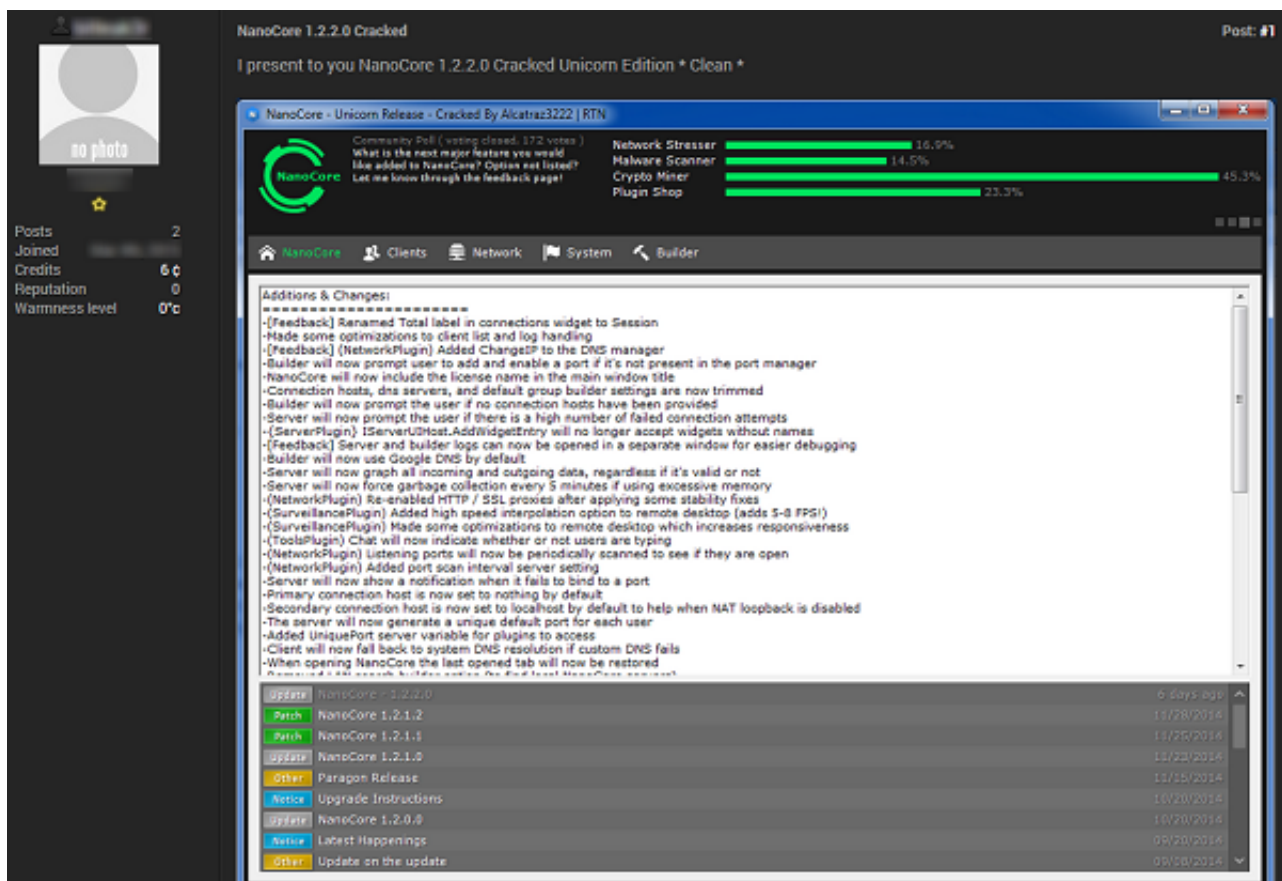 NanoCore 1.2.2.0 Cracked
Post: #1
I present to you NanoCore 1.2.2.0 Cracked Unicorn Edition * Clean *
no photo
Posts 2
Joined
Credits 6 ¢
Reputation 0
Warmness level 0°c
NanoCore - Unicorn Release - Cracked By Alcatraz3222 | RTN
NanoCore
Community Poll ( voting closed, 172 votes )
What is the next major feature you would
like added to NanoCore? Option not listed?
Let me know through the feedback page!
Network Stresser 16.9%
Malware Scanner 14.5%
Crypto Miner 45.3%
Plugin Shop 23.3%
NanoCore Clients Network System Builder
Additions & Changes:
=======================
-[Feedback] Renamed Total label in connections widget to Session
-Made some optimizations to client list and log handling
-[Feedback] (NetworkPlugin) Added ChangeIP to the DNS manager
-Builder will now prompt user to add and enable a port if it's not present in the port manager
-NanoCore will now include the license name in the main window title
-Connection hosts, dns servers, and default group builder settings are now trimmed
-Builder will now prompt the user if no connection hosts have been provided
-Server will now prompt the user if there is a high number of failed connection attempts
-(ServerPlugin) IServerUIHost.AddWidgetEntry will no longer accept widgets without names
-[Feedback] Server and builder logs can now be opened in a separate window for easier debugging
-Builder will now use Google DNS by default
-Server will now graph all incoming and outgoing data, regardless if it's valid or not
-Server will now force garbage collection every 5 minutes if using excessive memory
-(NetworkPlugin) Re-enabled HTTP / SSL proxies after applying some stability fixes
-(SurveillancePlugin) Added high speed interpolation option to remote desktop (adds 5-8 FPS!)
-(SurveillancePlugin) Made some optimizations to remote desktop which increases responsiveness
-(ToolsPlugin) Chat will now indicate whether or not users are typing
-(NetworkPlugin) Listening ports will now be periodically scanned to see if they are open
-(NetworkPlugin) Added port scan interval server setting
-Server will now show a notification when it fails to bind to a port
-Primary connection host is now set to nothing by default
-Secondary connection host is now set to localhost by default to help when NAT loopback is disabled
-The server will now generate a unique default port for each user
-Added UniquePort server variable for plugins to access
-Client will now fall back to system DNS resolution if custom DNS fails
-When opening NanoCore the last opened tab will now be restored
Update NanoCore - 1.2.2.0 6 days ago
Patch NanoCore 1.2.1.2 11/28/2014
Patch NanoCore 1.2.1.1 11/25/2014
Update NanoCore 1.2.1.0 11/23/2014
Other Paragon Release 11/15/2014
Notice Upgrade Instructions 10/20/2014
Update NanoCore 1.2.0.0 10/20/2014
Notice Latest Happenings 09/20/2014
Other Update on the update 09/08/2014